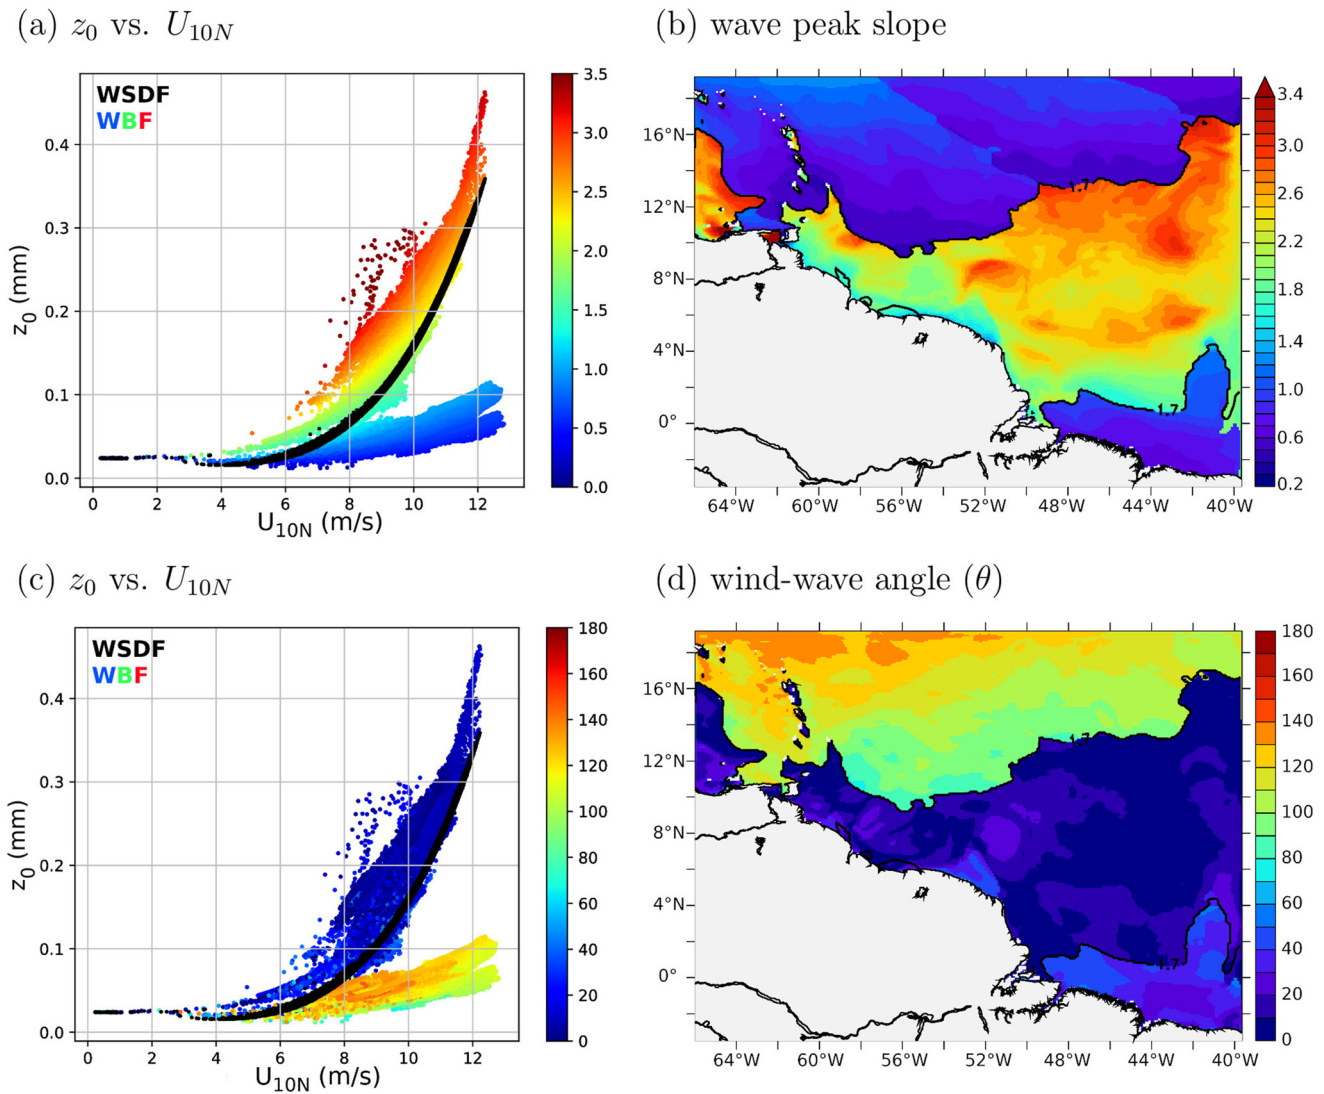 (a) z₀ vs. U₁₀N
(b) wave peak slope
WSDF
WBF
0.4
0.3
0.2
0.1
0.0
z₀ (mm)
0 2 4 6 8 10 12
U₁₀N (m/s)
3.5
3.0
2.5
2.0
1.5
1.0
0.5
0.0
16°N
12°N
8°N
4°N
0°
1.7
1.7
64°W 60°W 56°W 52°W 48°W 44°W 40°W
3.4
3.0
2.6
2.2
1.8
1.4
1.0
0.6
0.2
(c) z₀ vs. U₁₀N
(d) wind-wave angle (θ)
WSDF
WBF
0.4
0.3
0.2
0.1
0.0
z₀ (mm)
0 2 4 6 8 10 12
U₁₀N (m/s)
180
160
140
120
100
80
60
40
20
0
16°N
12°N
8°N
4°N
0°
1.7
1.7
64°W 60°W 56°W 52°W 48°W 44°W 40°W
180
160
140
120
100
80
60
40
20
0